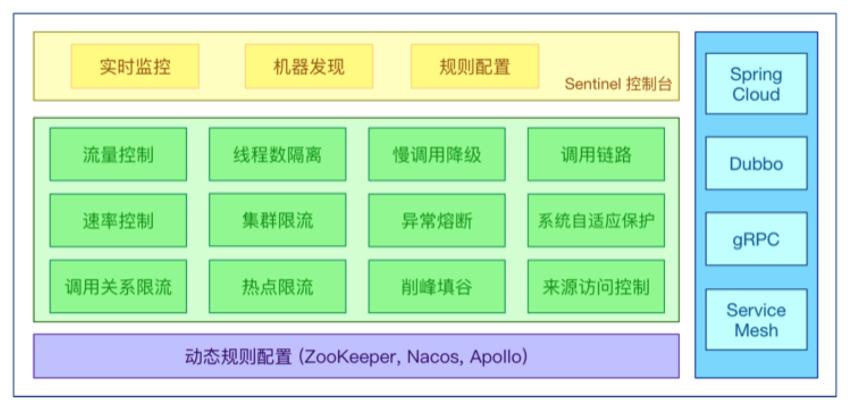 实时监控
机器发现
规则配置
Sentinel 控制台
流量控制
线程数隔离
慢调用降级
调用链路
速率控制
集群限流
异常熔断
系统自适应保护
调用关系限流
热点限流
削峰填谷
来源访问控制
动态规则配置 (ZooKeeper, Nacos, Apollo)
Spring
Cloud
Dubbo
gRPC
Service
Mesh